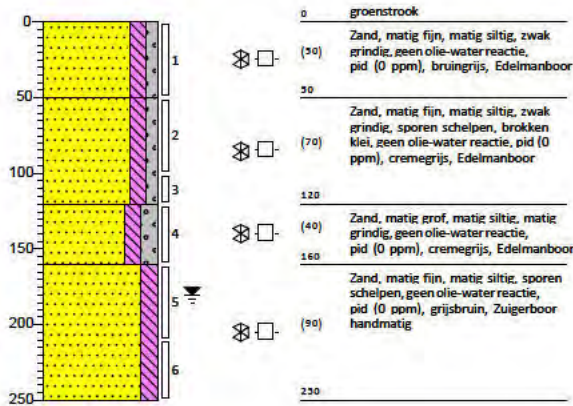 0
50
100
150
200
250
1
2
3
4
5
6
0 groenstrook
(50) Zand, matig fijn, matig siltig, zwak
grindig, geen olie-water reactie,
pid (0 ppm), bruingrijs, Edelmanboor
50
(70) Zand, matig fijn, matig siltig, zwak
grindig, sporen schelpen, brokken
klei, geen olie-water reactie, pid (0
ppm), cremegrijs, Edelmanboor
120
(40) Zand, matig grof, matig siltig, matig
grindig, geen olie-water reactie,
pid (0 ppm), cremegrijs, Edelmanboor
160
(90) Zand, matig fijn, matig siltig, sporen
schelpen, geen olie-water reactie,
pid (0 ppm), grijsbruin, Zuigerboor
handmatig
250